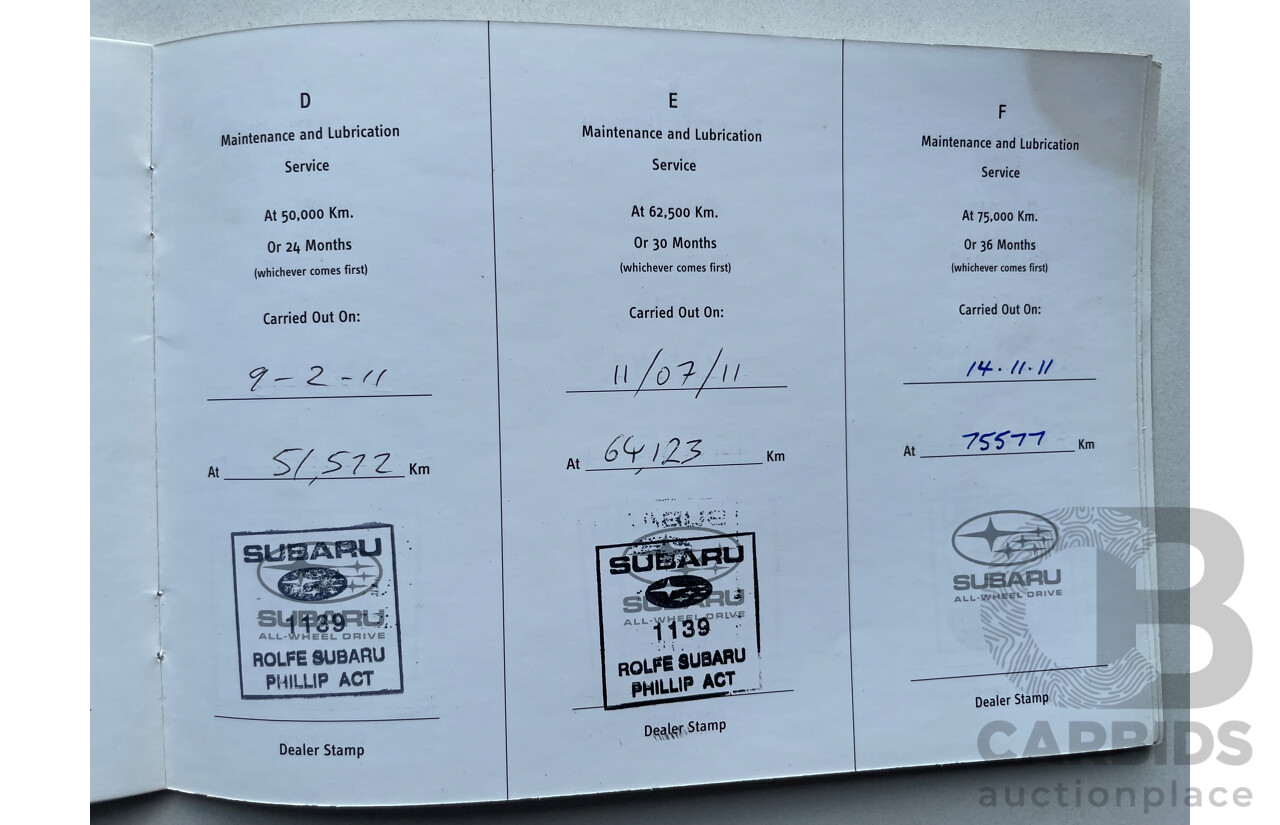 D
Maintenance and Lubrication
Service
At 50,000 Km.
Or 24 Months
(whichever comes first)
Carried Out On:
9-2-11
At 51,572 Km
SUBARU
SUBARU
1139
ALL-WHEEL DRIVE
ROLFE SUBARU
PHILLIP ACT
Dealer Stamp
E
Maintenance and Lubrication
Service
At 62,500 Km.
Or 30 Months
(whichever comes first)
Carried Out On:
11/07/11
At 64,123 Km
SUBARU
SUBARU
ALL-WHEEL DRIVE
1139
ROLFE SUBARU
PHILLIP ACT
Dealer Stamp
F
Maintenance and Lubrication
Service
At 75,000 Km.
Or 36 Months
(whichever comes first)
Carried Out On:
14.11.11
At 75577 Km
SUBARU
ALL-WHEEL DRIVE
Dealer Stamp
CB
CARBIDS
auctionplace